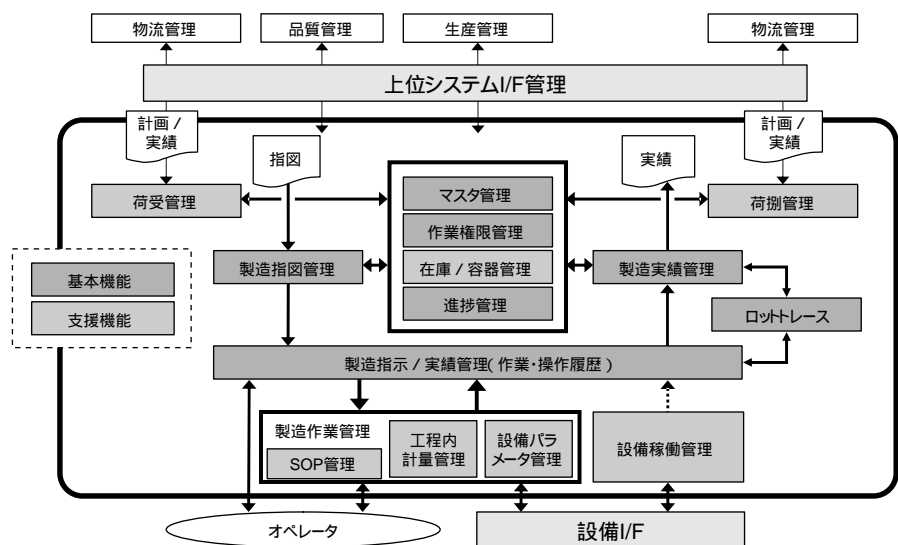 物流管理
品質管理
生産管理
物流管理
上位システムI/F管理
計画 /
実績
指図
実績
計画 /
実績
荷受管理
マスタ管理
荷捌管理
作業権限管理
製造指図管理
在庫 / 容器管理
製造実績管理
基本機能
支援機能
進捗管理
ロットトレース
製造指示 / 実績管理( 作業・操作履歴 )
製造作業管理
SOP管理
工程内
計量管理
設備パラ
メータ管理
設備稼働管理
オペレータ
設備I/F